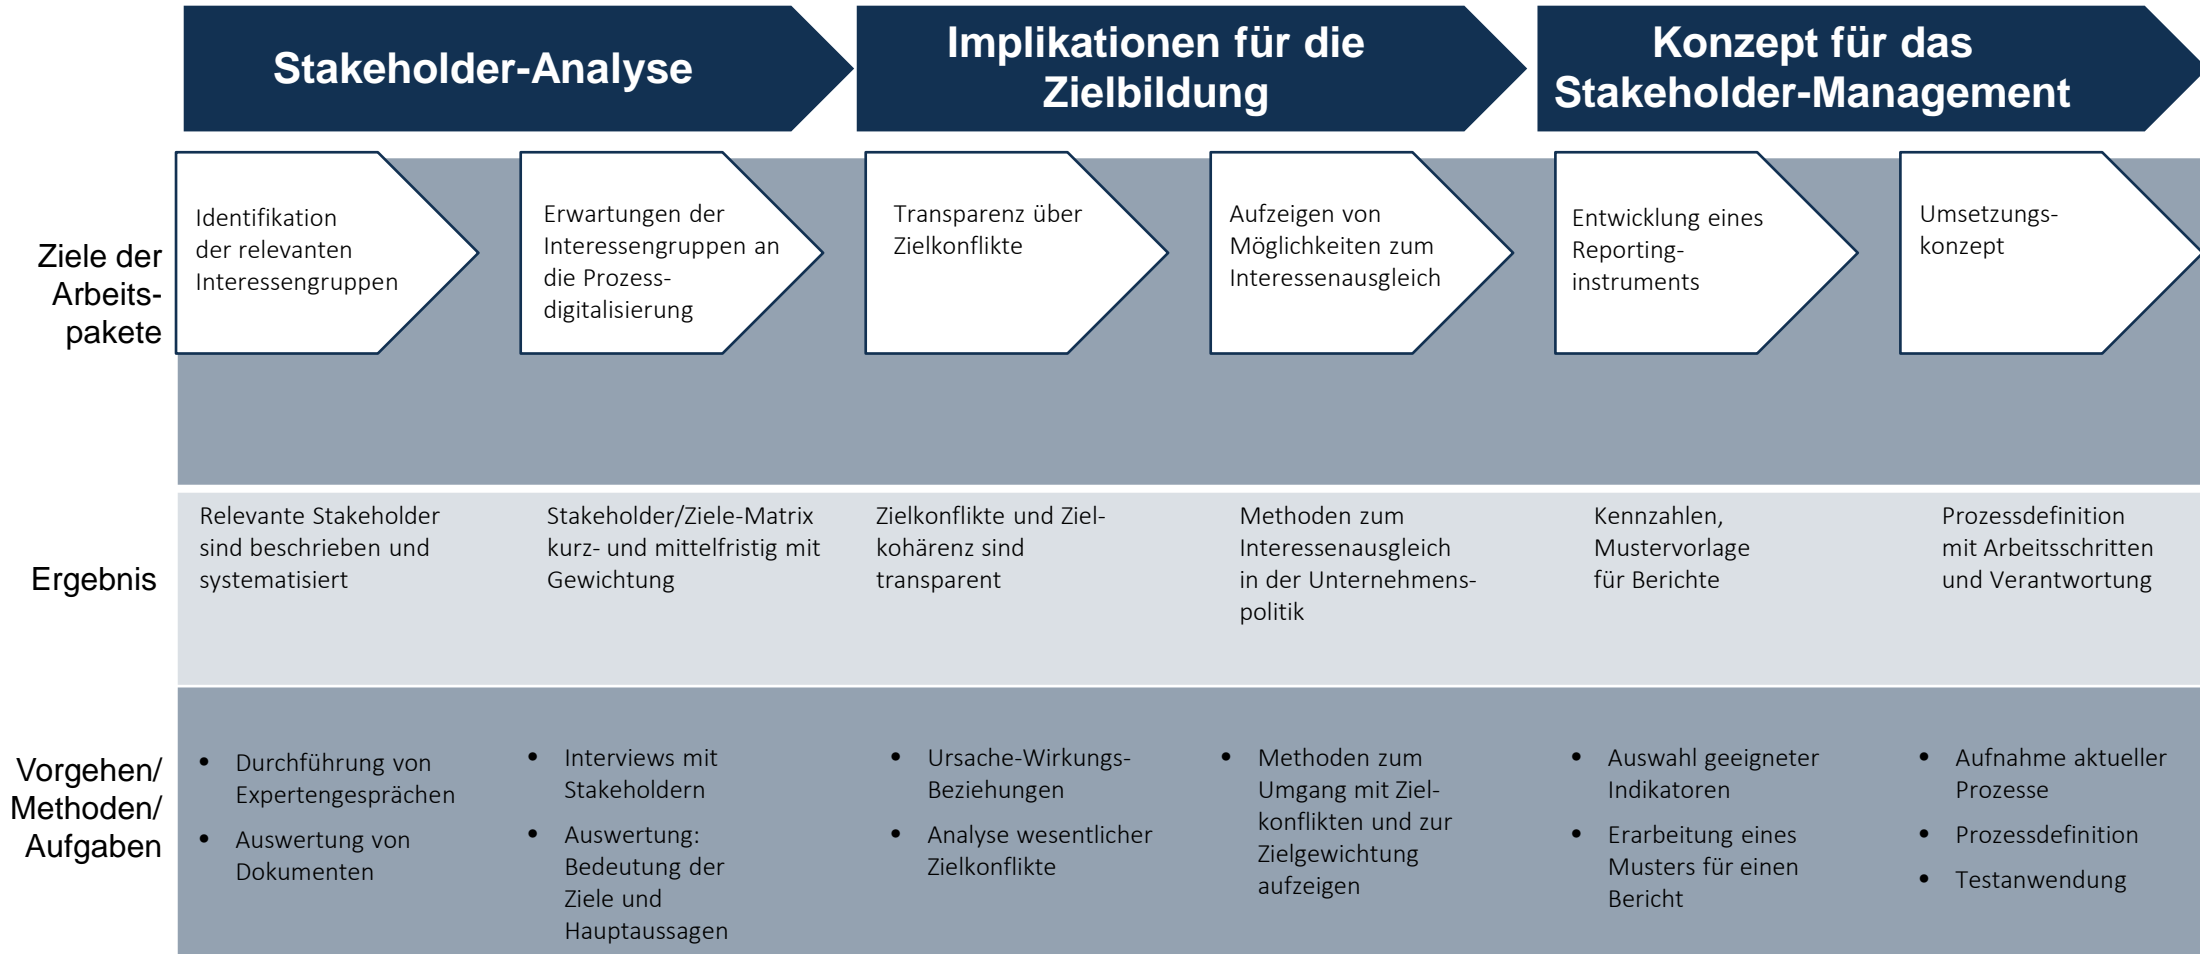 Stakeholder-Analyse
Implikationen für die
Zielbildung
Konzept für das
Stakeholder-Management
Ziele der
Arbeits-
pakete
Identifikation
der relevanten
Interessengruppen
Erwartungen der
Interessengruppen an
die Prozess-
digitalisierung
Transparenz über
Zielkonflikte
Aufzeigen von
Möglichkeiten zum
Interessenausgleich
Entwicklung eines
Reporting-
instruments
Umsetzungs-
konzept
Ergebnis
Relevante Stakeholder
sind beschrieben und
systematisiert
Stakeholder/Ziele-Matrix
kurz- und mittelfristig mit
Gewichtung
Zielkonflikte und Ziel-
kohärenz sind
transparent
Methoden zum
Interessenausgleich
in der Unternehmens-
politik
Kennzahlen,
Mustervorlage
für Berichte
Prozessdefinition
mit Arbeitsschritten
und Verantwortung
Vorgehen/
Methoden/
Aufgaben
• Durchführung von
Expertengesprächen
• Auswertung von
Dokumenten
• Interviews mit
Stakeholdern
• Auswertung:
Bedeutung der
Ziele und
Hauptaussagen
• Ursache-Wirkungs-
Beziehungen
• Analyse wesentlicher
Zielkonflikte
• Methoden zum
Umgang mit Ziel-
konflikten und zur
Zielgewichtung
aufzeigen
• Auswahl geeigneter
Indikatoren
• Erarbeitung eines
Musters für einen
Bericht
• Aufnahme aktueller
Prozesse
• Prozessdefinition
• Testanwendung